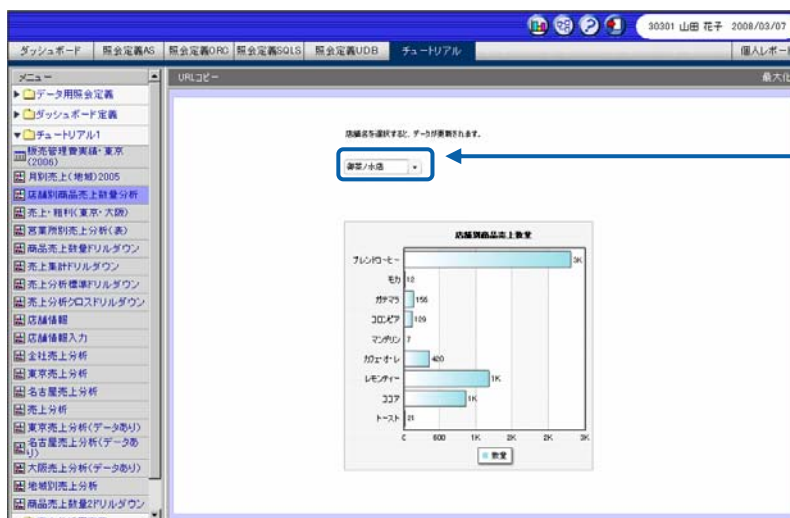 30301 山田 花子 2008/03/07
ダッシュボード 照会定義AS 照会定義ORC 照会定義SQLS 照会定義UDB チュートリアル 個人レポート
メニュー
データ用照会定義
ダッシュボード定義
チュートリアル1
販売管理費実績・東京
(2006)
月別売上(地域)2005
店舗別商品売上数量分析
売上・粗利(東京・大阪)
営業所別売上分析(表)
商品売上数量ドリルダウン
売上集計ドリルダウン
売上分析標準ドリルダウン
売上分析クロスドリルダウン
店舗情報
店舗情報入力
全社売上分析
東京売上分析
名古屋売上分析
売上分析
東京売上分析(データあり)
名古屋売上分析(データあ
り)
大阪売上分析(データあり)
地域別売上分析
商品売上数量2ドリルダウン
URLコピー 最大化
店舗名を選択すると、データが更新されます。
御茶ノ水店
店舗別商品売上数量
ブレンドコーヒー 3K
モカ 12
ガテマラ 156
コロンビア 129
マンデリン 7
カフェ・オ・レ 420
レモンティー 1K
ココア 1K
トースト 21
0 600 1K 2K 2K 3K
数量